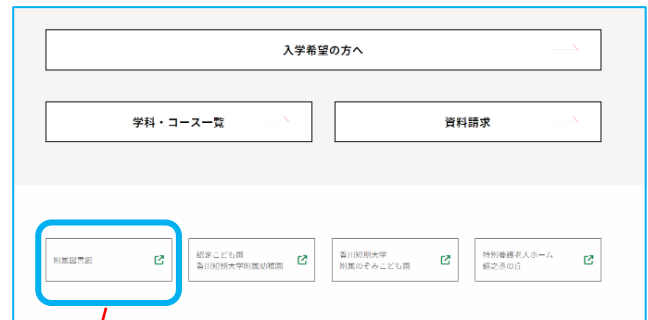 入学希望の方へ
学科・コース一覧
資料請求
附属図書館
認定こども園
香川短期大学附属幼稚園
香川短期大学
附属のぞみこども園
特別養護老人ホーム